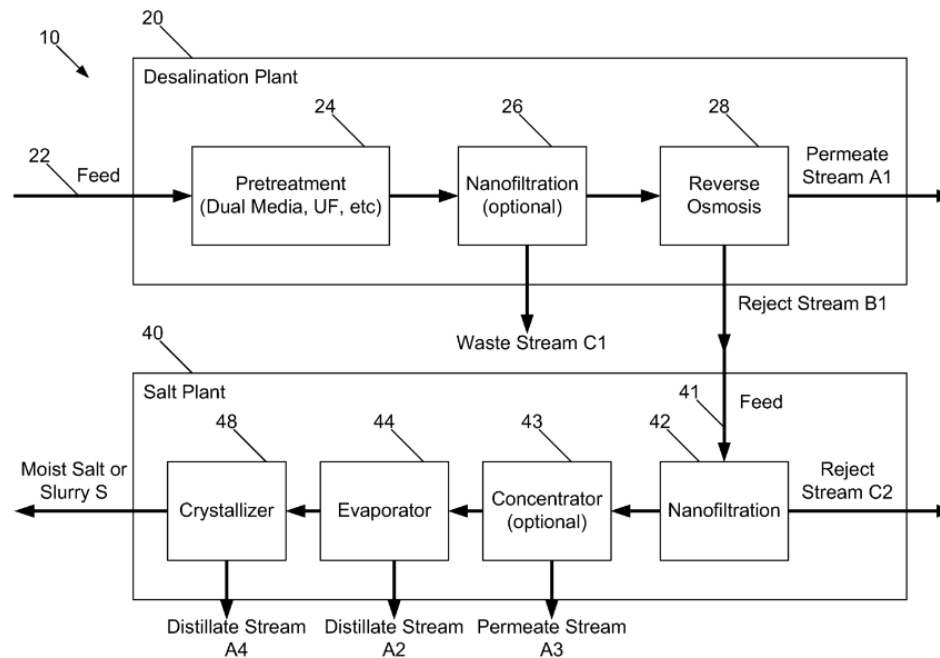 20
10
Desalination Plant
24
26
28
22
Feed
Pretreatment
(Dual Media, UF, etc)
Nanofiltration
(optional)
Reverse
Osmosis
Permeate
Stream A1
Reject Stream B1
Waste Stream C1
40
Salt Plant
41
Feed
48
44
43
42
Moist Salt or
Slurry S
Crystallizer
Evaporator
Concentrator
(optional)
Nanofiltration
Reject
Stream C2
Distillate Stream
A4
Distillate Stream
A2
Permeate Stream
A3